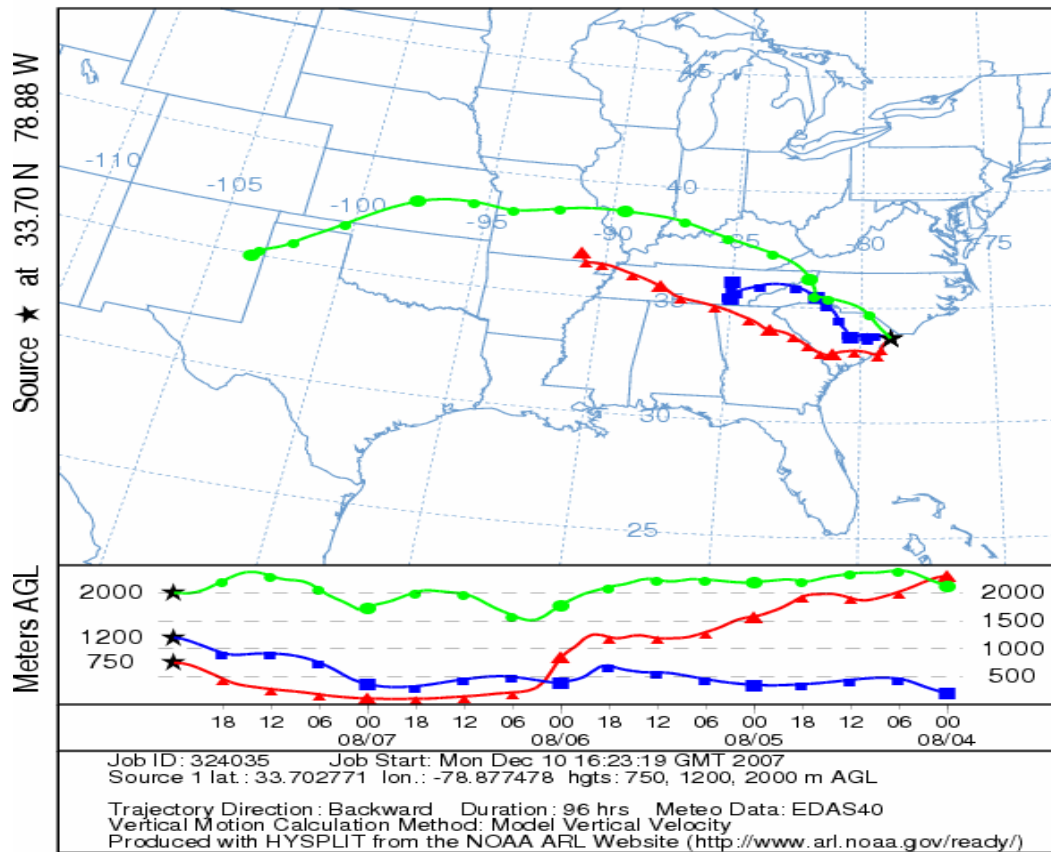 Source ★ at 33.70 N 78.88 W
-110
-105
-100
-95
-90
-85
-80
-75
45
40
35
30
25
Meters AGL
2000
1200
750
2000
1500
1000
500
18 12 06 00 18 12 06 00 18 12 06 00 18 12 06 00
08/07 08/06 08/05 08/04
Job ID: 324035 Job Start: Mon Dec 10 16:23:19 GMT 2007
Source 1 lat.: 33.702771 lon.: -78.877478 hgts: 750, 1200, 2000 m AGL
Trajectory Direction: Backward Duration: 96 hrs Meteo Data: EDAS40
Vertical Motion Calculation Method: Model Vertical Velocity
Produced with HYSPLIT from the NOAA ARL Website (http://www.arl.noaa.gov/ready/)